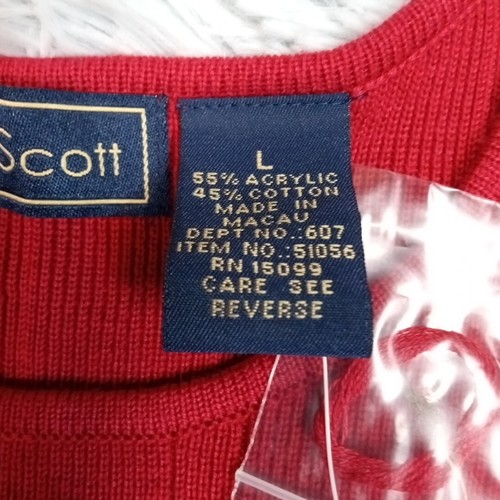 Scott
L
55% ACRYLIC
45% COTTON
MADE IN
MACAU
DEPT NO.:607
ITEM NO.:51056
RN 15099
CARE SEE
REVERSE